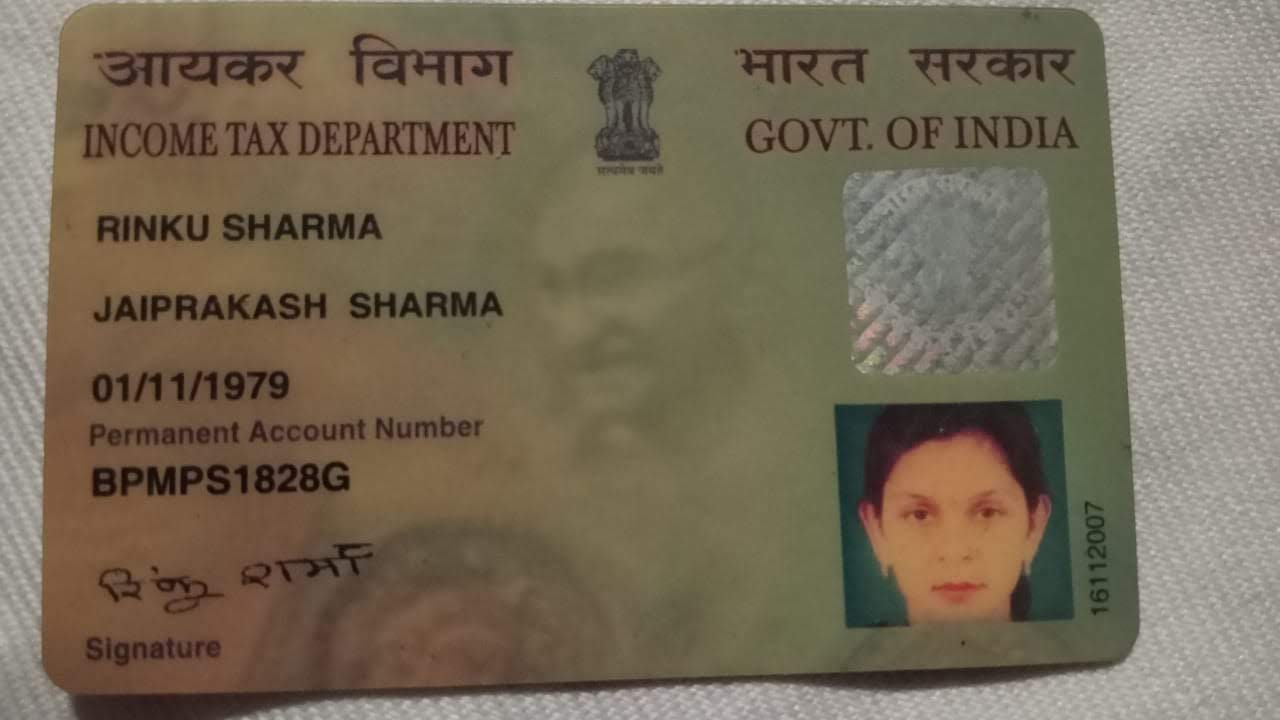 आयकर विभाग
भारत सरकार
INCOME TAX DEPARTMENT
GOVT. OF INDIA
सत्यमेव जयते
RINKU SHARMA
JAIPRAKASH SHARMA
01/11/1979
Permanent Account Number
BPMPS1828G
रिंकू शर्मा
Signature
16112007